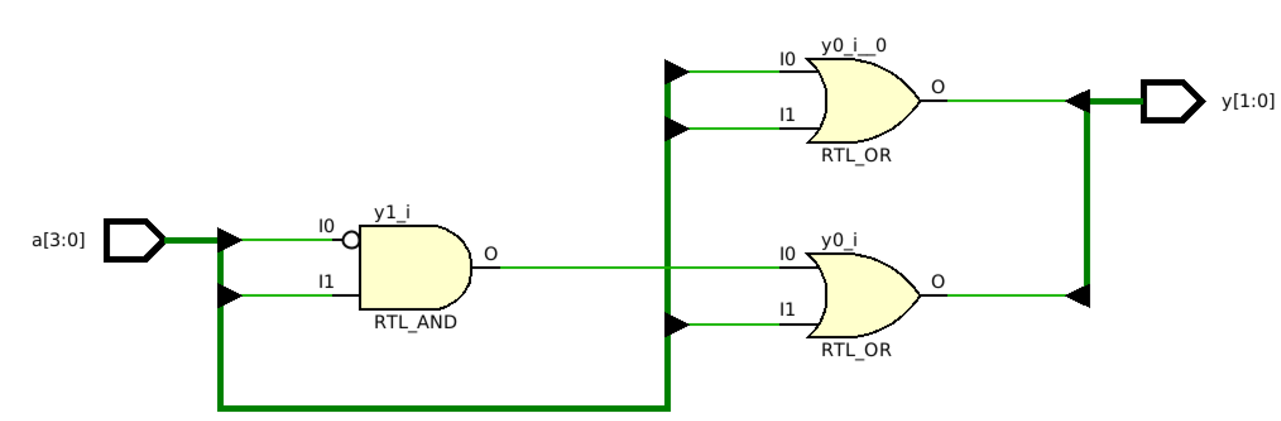 y0_i__0
I0
O
I1
y[1:0]
RTL_OR
y1_i
I0
a[3:0]
O
I1
RTL_AND
y0_i
I0
O
I1
RTL_OR